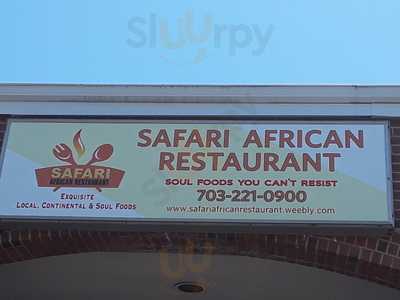 Slurpy
SAFARI
AFRICAN RESTAURANT
EXQUISITE
LOCAL, CONTINENTAL & SOUL FOODS
SAFARI AFRICAN
RESTAURANT
SOUL FOODS YOU CAN'T RESIST
703-221-0900
www.safariafricanrestaurant.weebly.com